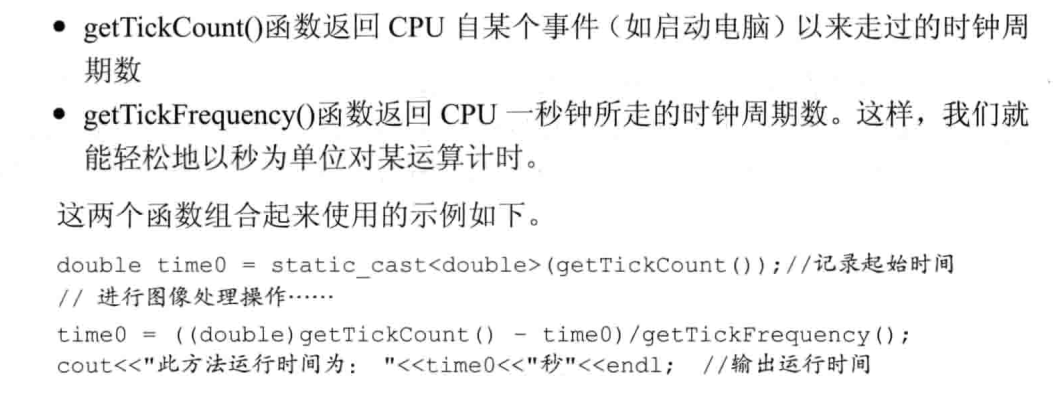 • getTickCount()函数返回 CPU 自某个事件（如启动电脑）以来走过的时钟周
期数
• getTickFrequency()函数返回 CPU 一秒钟所走的时钟周期数。这样，我们就
能轻松地以秒为单位对某运算计时。
这两个函数组合起来使用的示例如下。
double time0 = static_cast<double>(getTickCount());//记录起始时间
// 进行图像处理操作……
time0 = ((double)getTickCount() - time0)/getTickFrequency();
cout<<"此方法运行时间为： "<<time0<<"秒"<<endl; //输出运行时间